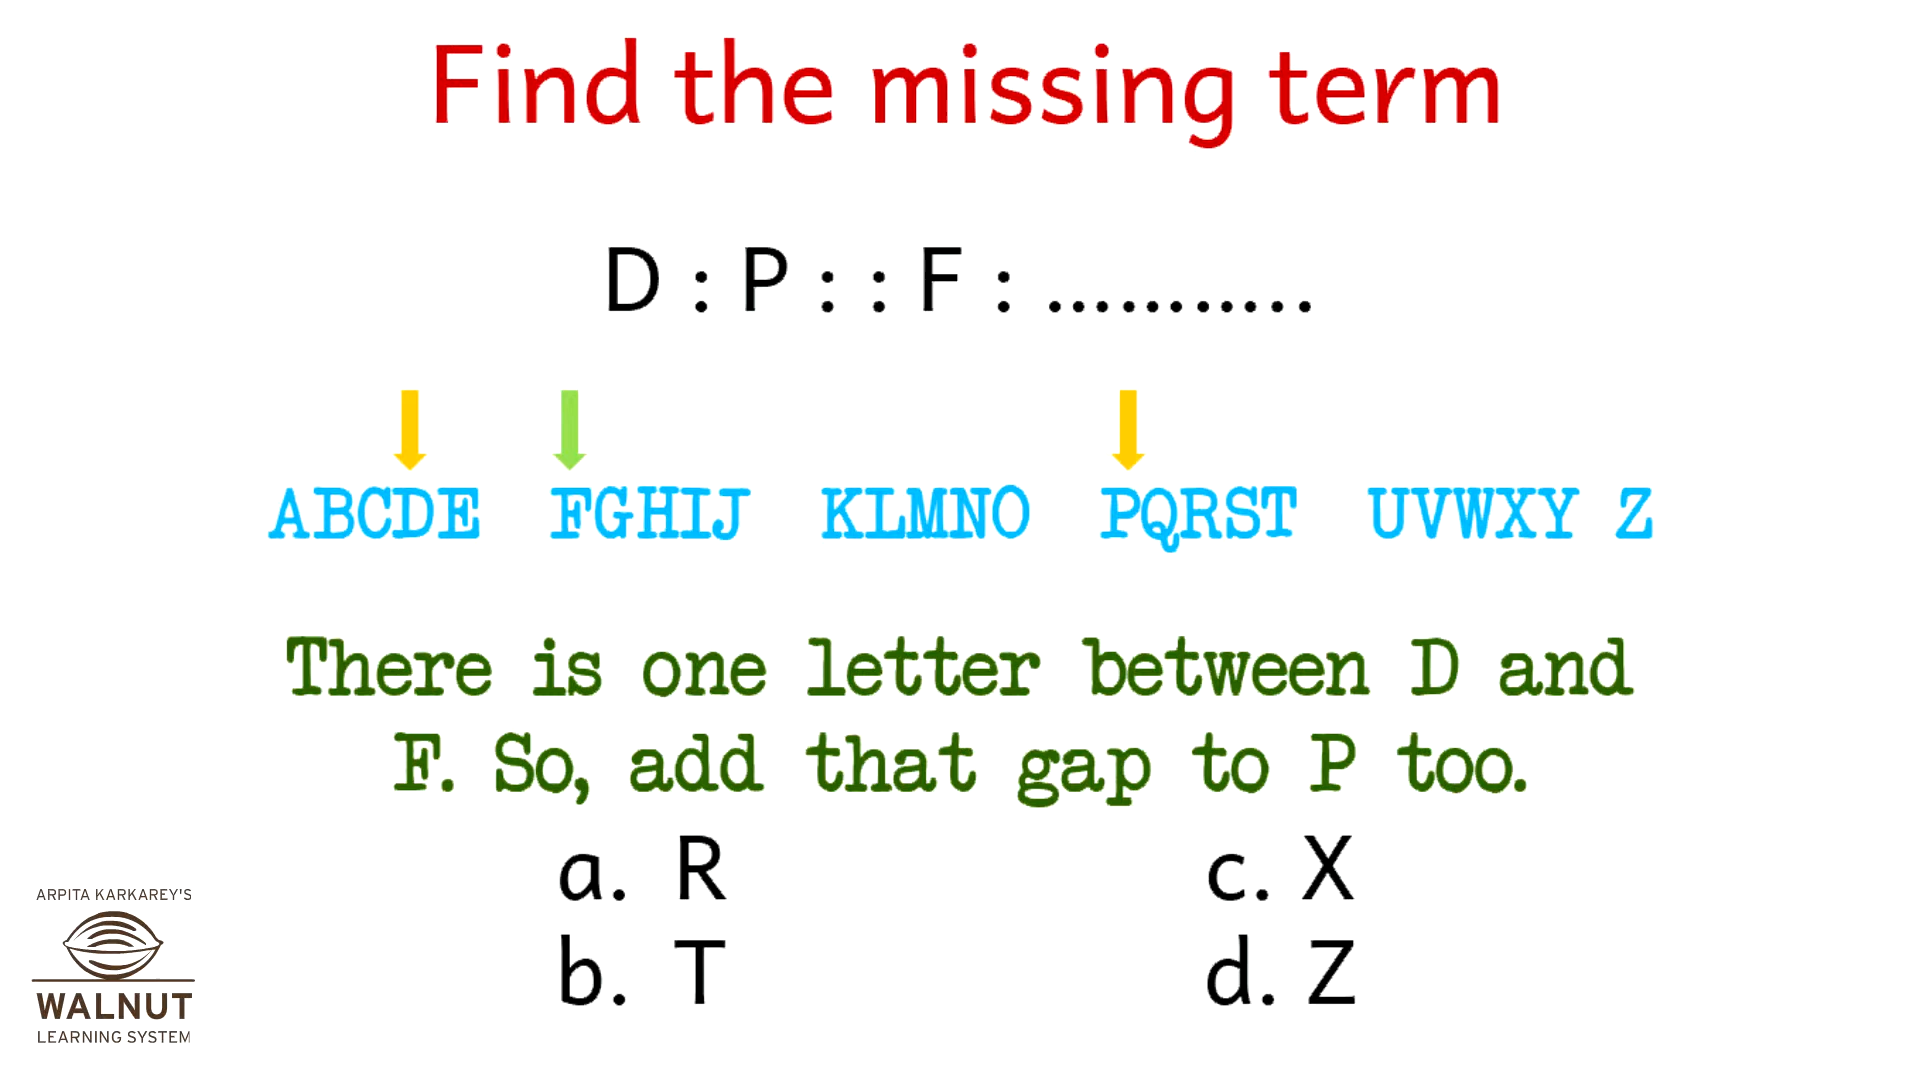 Find the missing term
D : P : : F : ...........
ABCDE FGHIJ KLMNO PQRST UVWXY Z
There is one letter between D and
F. So, add that gap to P too.
a. R
b. T
c. X
d. Z
ARPITA KARKAREY'S
WALNUT
LEARNING SYSTEM